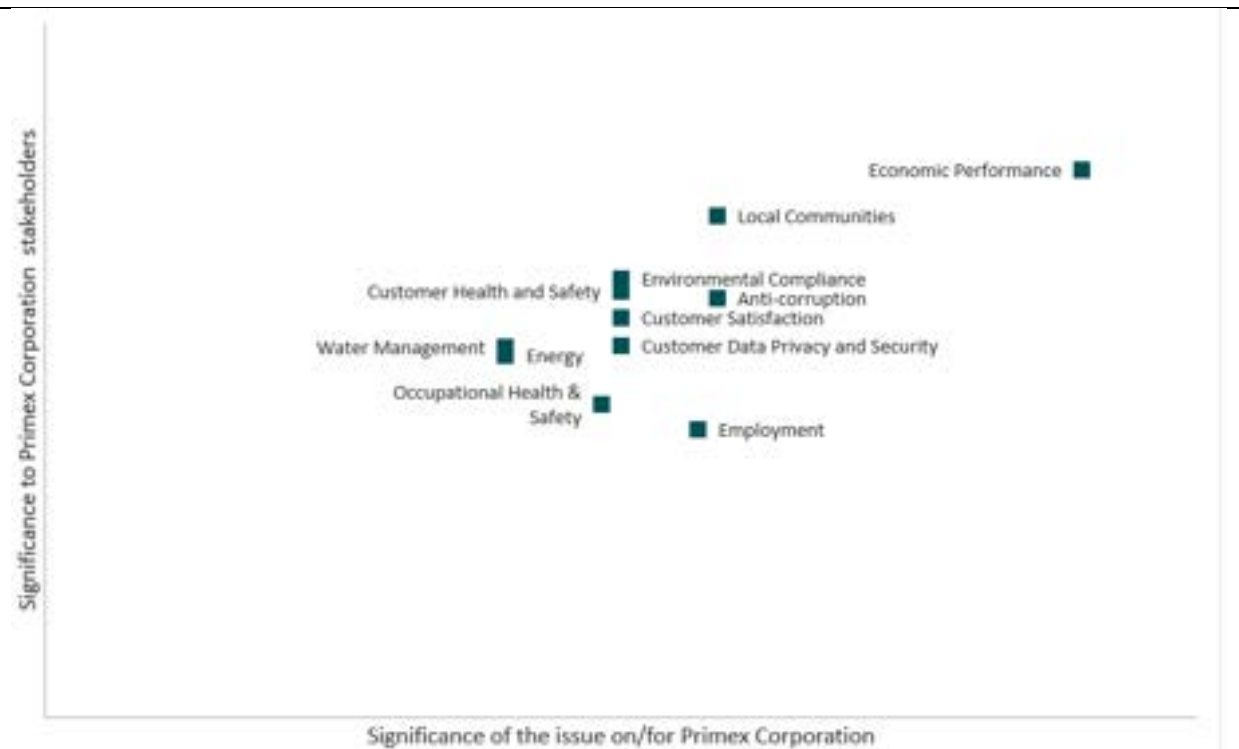 Significance to Primex Corporation stakeholders
Economic Performance
Local Communities
Environmental Compliance
Customer Health and Safety
Anti-corruption
Customer Satisfaction
Water Management
Customer Data Privacy and Security
Energy
Occupational Health &
Safety
Employment
Significance of the issue on/for Primex Corporation